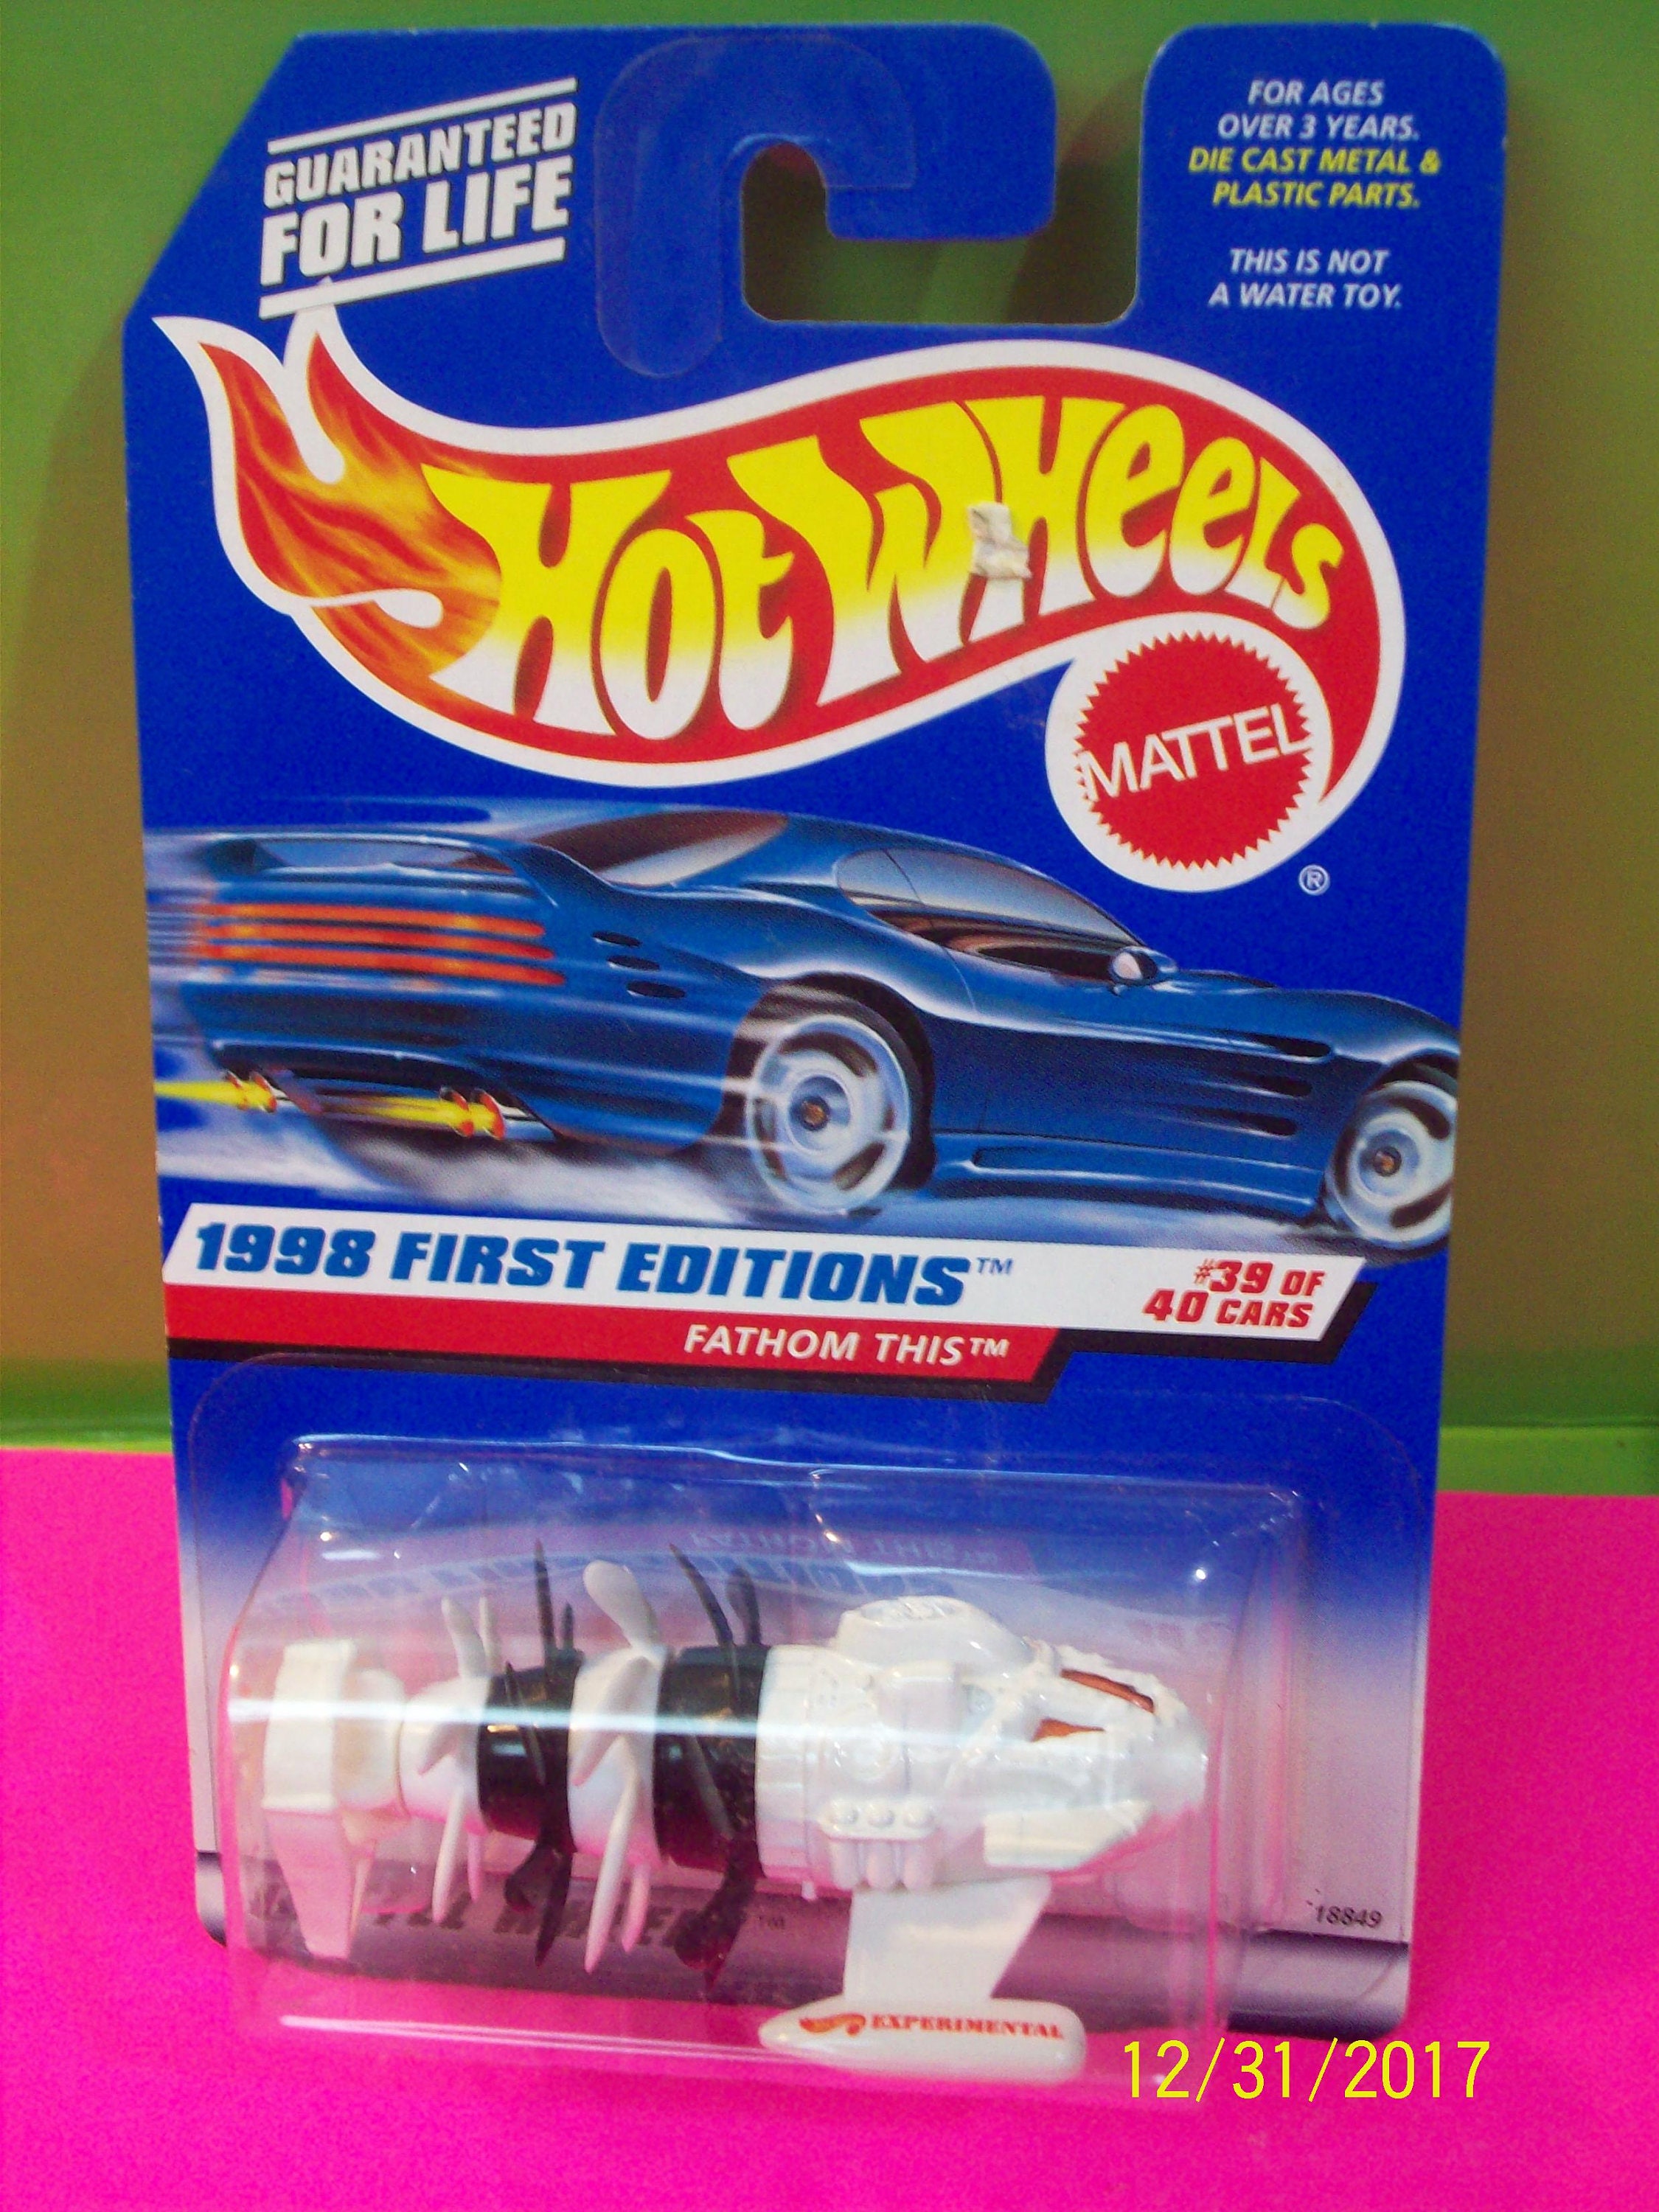 GUARANTEED
FOR LIFE
FOR AGES
OVER 3 YEARS.
DIE CAST METAL &
PLASTIC PARTS.
THIS IS NOT
A WATER TOY.
HOT WHEELS
MATTEL
®
1998 FIRST EDITIONS™
#39 OF
40 CARS
FATHOM THIS™
18849
™
EXPERIMENTAL
12/31/2017